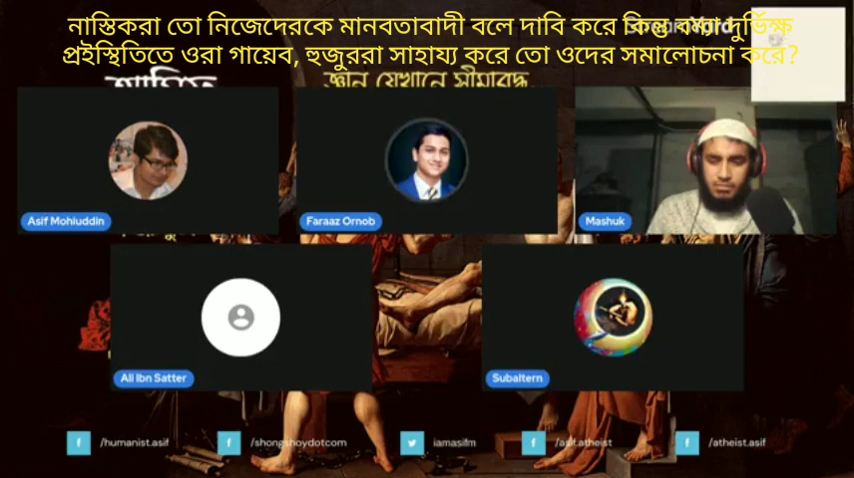 নাস্তিকরা তো নিজেদেরকে মানবতাবাদী বলে দাবি করে কিন্তু বন্যা দুর্ভিক্ষ
প্রইস্থিতিতে ওরা গায়েব, হুজুররা সাহায্য করে তো ওদের সমালোচনা করে?
জ্ঞান যেখানে সীমাবদ্ধ
Asif Mohiuddin
Faraaz Ornob
Mashuk
Ali Ibn Satter
Subaltern
/humanist.asif
/shongshoydotcom
iamasifm
/asif.atheist
/atheist.asif